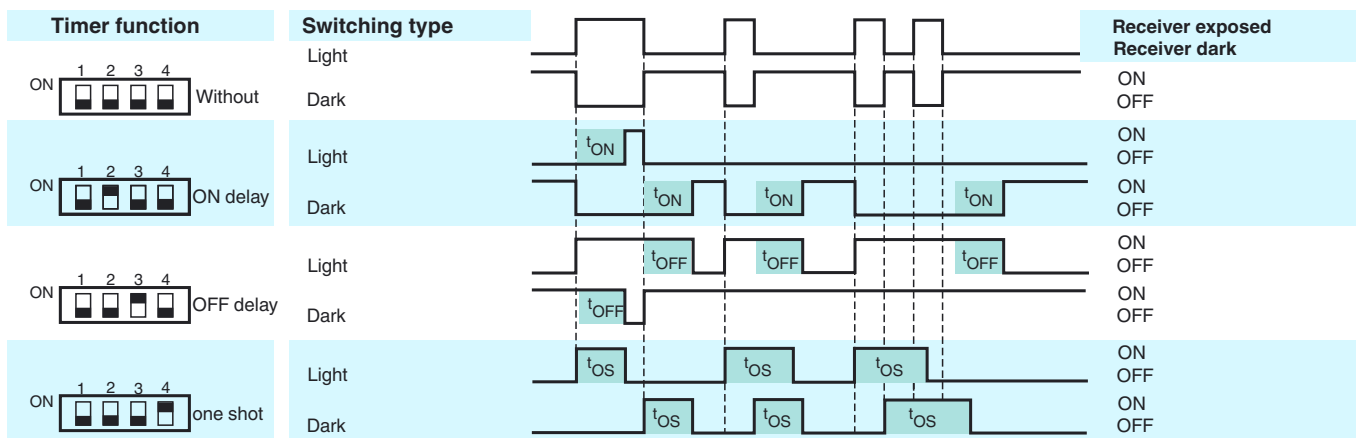 Timer function Switching type Receiver exposed
Receiver dark
Light
1 2 3 4
ON Without
Dark
ON
OFF
Light
tON
ON
OFF
1 2 3 4
ON ON delay
Dark
tON tON tON
ON
OFF
Light
tOFF tOFF tOFF
ON
OFF
1 2 3 4
ON OFF delay
Dark
tOFF
ON
OFF
Light
tOS tOS tOS
ON
OFF
1 2 3 4
ON one shot
Dark
tOS tOS tOS
ON
OFF